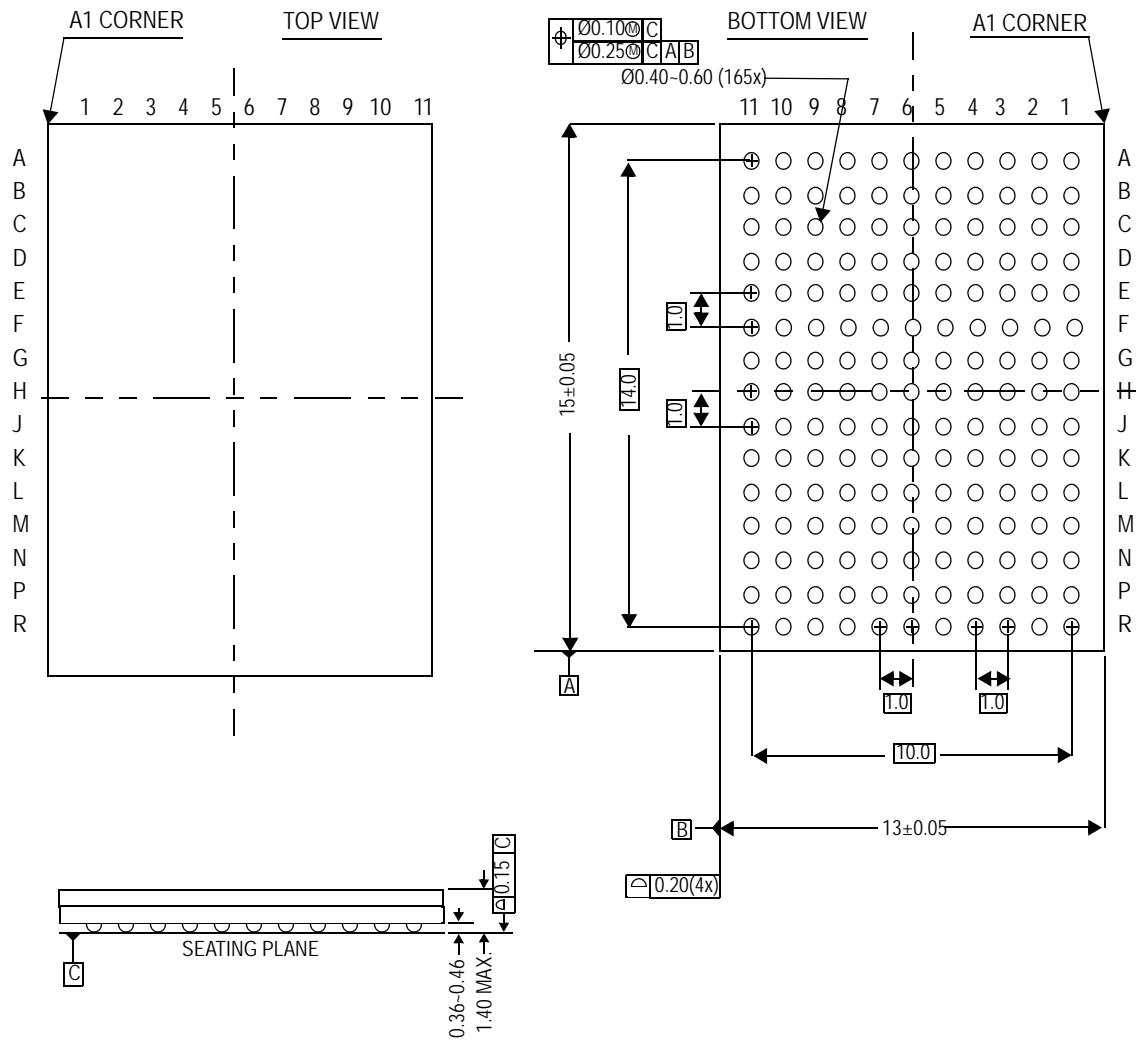 A1 CORNER
TOP VIEW
1 2 3 4 5 6 7 8 9 10 11
A
B
C
D
E
F
G
H
J
K
L
M
N
P
R
Ø0.10Ⓜ C
Ø0.25Ⓜ C A B
BOTTOM VIEW
A1 CORNER
Ø0.40~0.60 (165x)
11 10 9 8 7 6 5 4 3 2 1
A
B
C
D
E
F
G
H
J
K
L
M
N
P
R
1.0
15±0.05
14.0
1.0
A
1.0
1.0
10.0
B
13±0.05
0.20(4x)
0.15 C
SEATING PLANE
C
0.36~0.46
1.40 MAX.